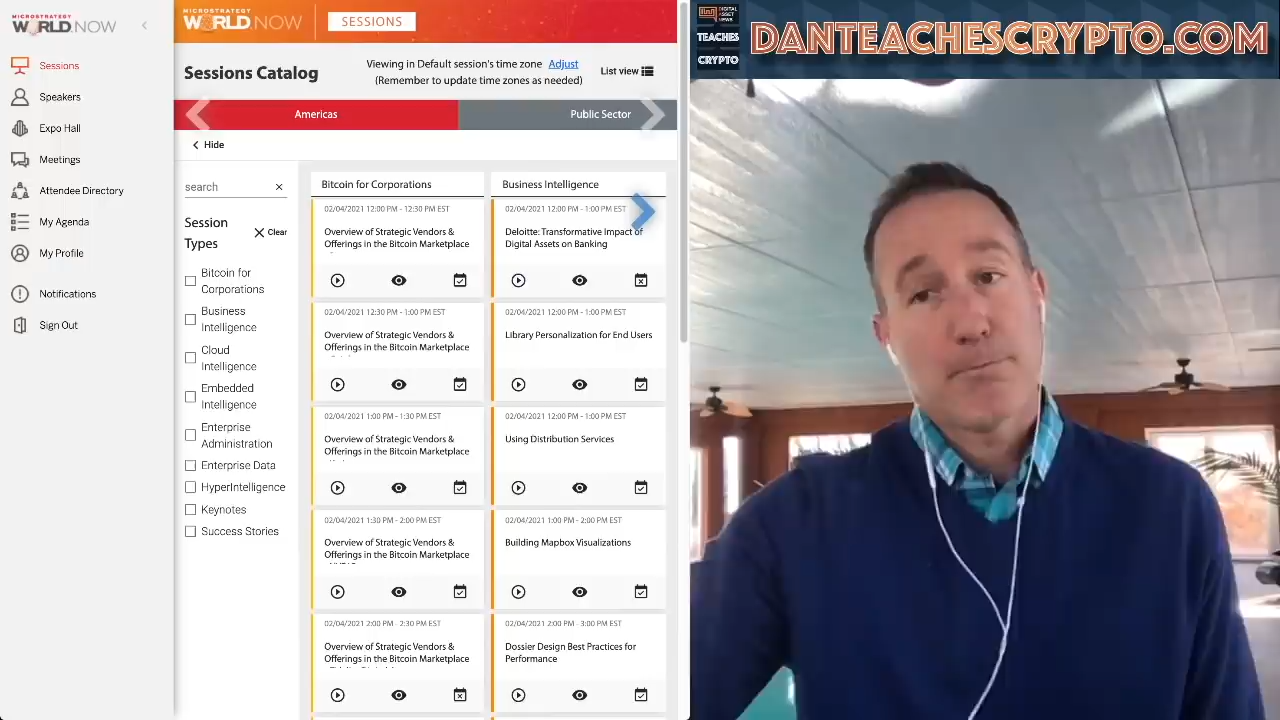 MICROSTRATEGY
WORLD.NOW
Sessions
Speakers
Expo Hall
Meetings
Attendee Directory
My Agenda
My Profile
Notifications
Sign Out
MICROSTRATEGY
WORLD.NOW
SESSIONS
Sessions Catalog
Viewing in Default session's time zone Adjust
(Remember to update time zones as needed)
List view
Americas
Public Sector
Hide
search
Session
Types
Clear
Bitcoin for
Corporations
Business
Intelligence
Cloud
Intelligence
Embedded
Intelligence
Enterprise
Administration
Enterprise Data
HyperIntelligence
Keynotes
Success Stories
Bitcoin for Corporations
02/04/2021 12:00 PM - 12:30 PM EST
Overview of Strategic Vendors &
Offerings in the Bitcoin Marketplace
02/04/2021 12:30 PM - 1:00 PM EST
Overview of Strategic Vendors &
Offerings in the Bitcoin Marketplace
02/04/2021 1:00 PM - 1:30 PM EST
Overview of Strategic Vendors &
Offerings in the Bitcoin Marketplace
02/04/2021 1:30 PM - 2:00 PM EST
Overview of Strategic Vendors &
Offerings in the Bitcoin Marketplace
02/04/2021 2:00 PM - 2:30 PM EST
Overview of Strategic Vendors &
Offerings in the Bitcoin Marketplace
Business Intelligence
02/04/2021 12:00 PM - 1:00 PM EST
Deloitte: Transformative Impact of
Digital Assets on Banking
02/04/2021 12:00 PM - 1:00 PM EST
Library Personalization for End Users
02/04/2021 12:00 PM - 1:00 PM EST
Using Distribution Services
02/04/2021 1:00 PM - 2:00 PM EST
Building Mapbox Visualizations
02/04/2021 2:00 PM - 3:00 PM EST
Dossier Design Best Practices for
Performance
DIGITAL
ASSET
NEWS
TEACHES
CRYPTO
DANTEACHESCRYPTO.COM